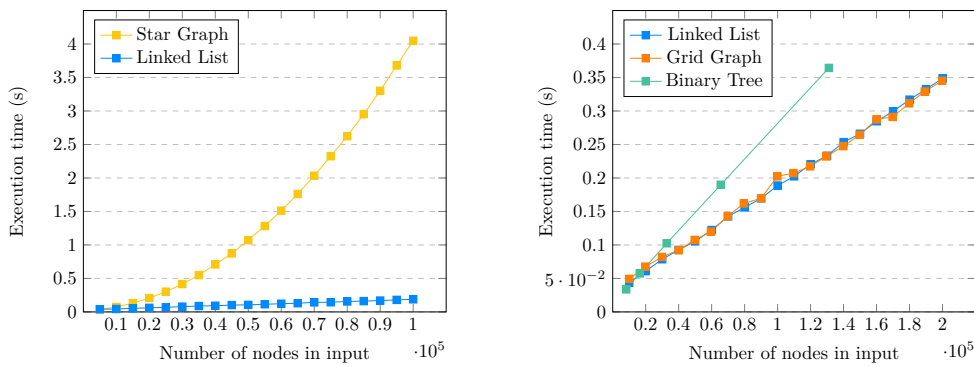 Star Graph
Linked List
4
3.5
3
2.5
2
1.5
1
0.5
0
0.1 0.2 0.3 0.4 0.5 0.6 0.7 0.8 0.9 1
·10⁵
Number of nodes in input
Execution time (s)
Linked List
Grid Graph
Binary Tree
0.4
0.35
0.3
0.25
0.2
0.15
0.1
5 · 10⁻²
0
0.2 0.4 0.6 0.8 1 1.2 1.4 1.6 1.8 2
·10⁵
Number of nodes in input
Execution time (s)